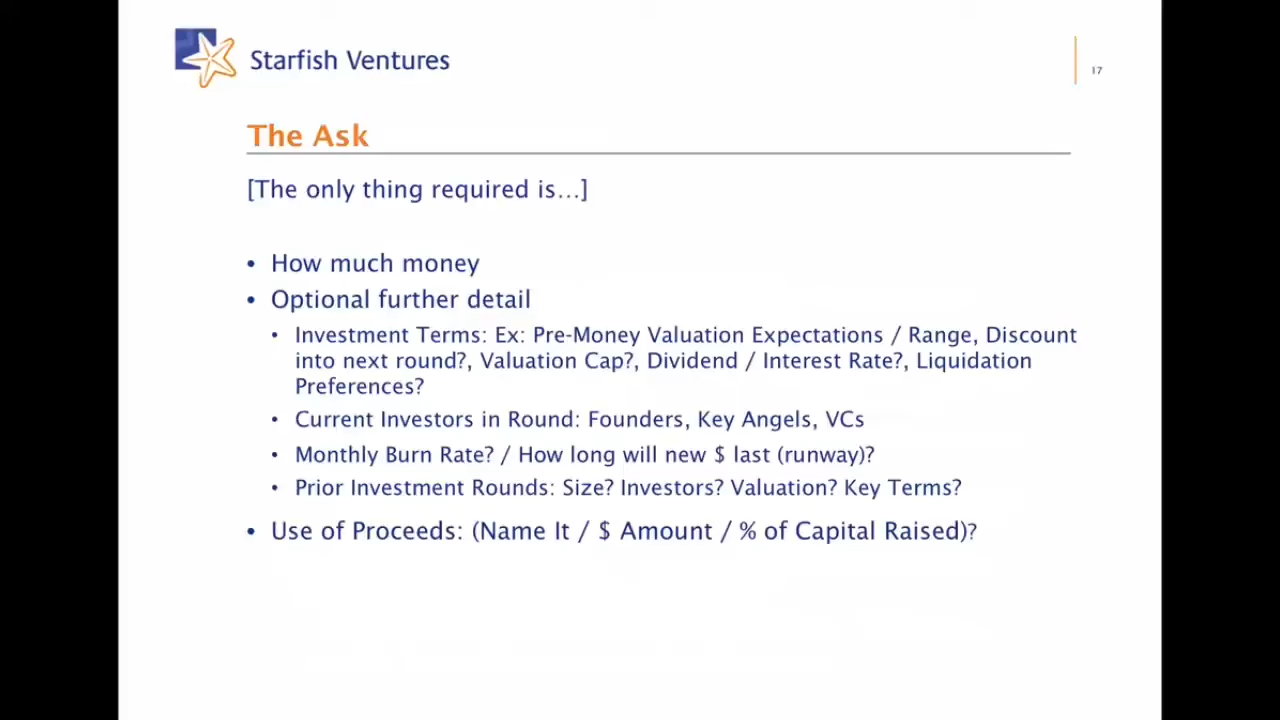 Starfish Ventures
17
The Ask
[The only thing required is...]
• How much money
• Optional further detail
• Investment Terms: Ex: Pre-Money Valuation Expectations / Range, Discount
into next round?, Valuation Cap?, Dividend / Interest Rate?, Liquidation
Preferences?
• Current Investors in Round: Founders, Key Angels, VCs
• Monthly Burn Rate? / How long will new $ last (runway)?
• Prior Investment Rounds: Size? Investors? Valuation? Key Terms?
• Use of Proceeds: (Name It / $ Amount / % of Capital Raised)?